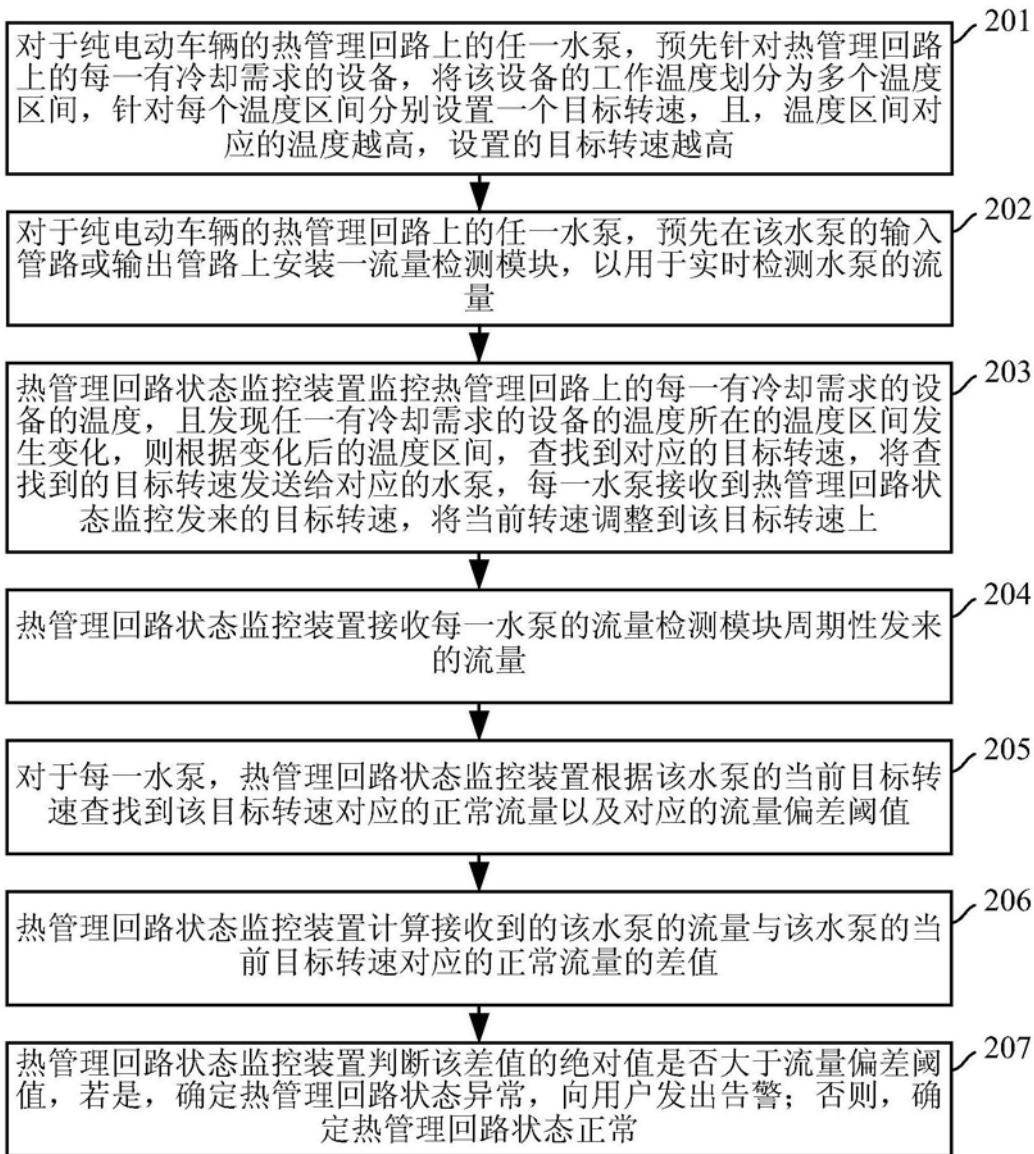 201
对于纯电动车辆的热管理回路上的任一水泵，预先针对热管理回路
上的每一有冷却需求的设备，将该设备的工作温度划分为多个温度
区间，针对每个温度区间分别设置一个目标转速，且，温度区间对
应的温度越高，设置的目标转速越高
202
对于纯电动车辆的热管理回路上的任一水泵，预先在该水泵的输入
管路或输出管路上安装一流量检测模块，以用于实时检测水泵的流
量
203
热管理回路状态监控装置监控热管理回路上的每一有冷却需求的设
备的温度，且发现任一有冷却需求的设备的温度所在的温度区间发
生变化，则根据变化后的温度区间，查找到对应的目标转速，将查
找到的目标转速发送给对应的水泵，每一水泵接收到热管理回路状
态监控发来的目标转速，将当前转速调整到该目标转速上
204
热管理回路状态监控装置接收每一水泵的流量检测模块周期性发来
的流量
205
对于每一水泵，热管理回路状态监控装置根据该水泵的当前目标转
速查找到该目标转速对应的正常流量以及对应的流量偏差阈值
206
热管理回路状态监控装置计算接收到的该水泵的流量与该水泵的当
前目标转速对应的正常流量的差值
207
热管理回路状态监控装置判断该差值的绝对值是否大于流量偏差阈
值，若是，确定热管理回路状态异常，向用户发出告警；否则，确
定热管理回路状态正常